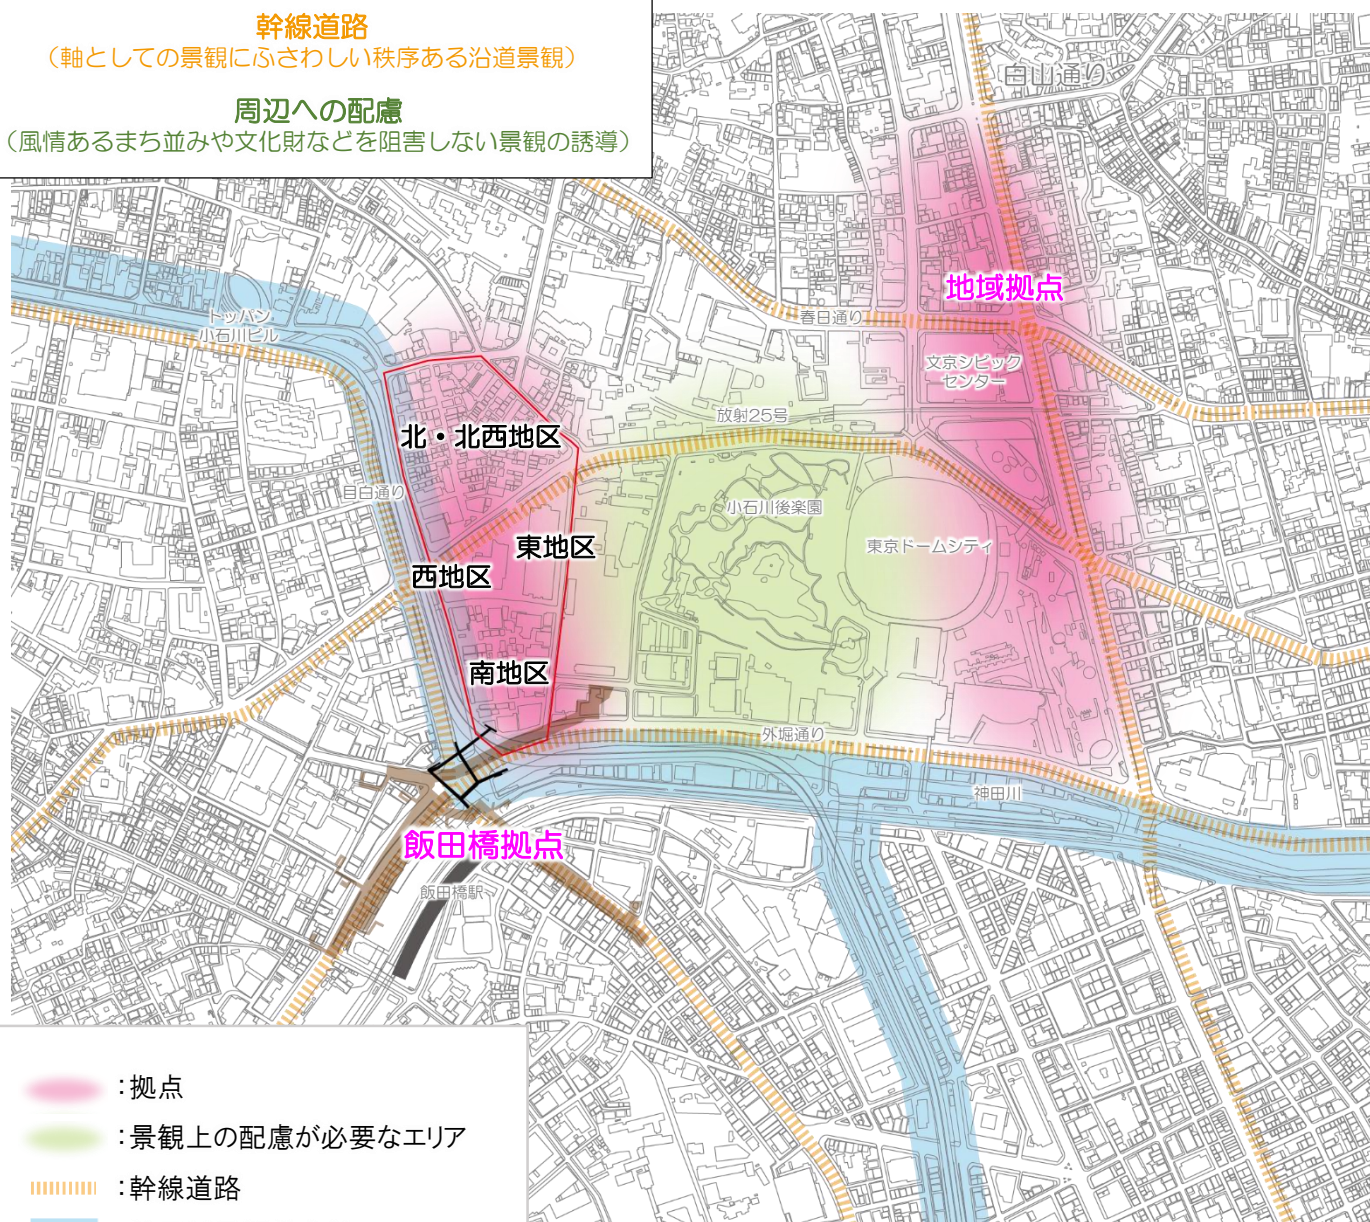 幹線道路
（軸としての景観にふさわしい秩序ある沿道景観）
周辺への配慮
（風情あるまち並みや文化財などを阻害しない景観の誘導）
白山通り
地域拠点
トッパン
小石川ビル
春日通り
文京シビック
センター
放射25号
北・北西地区
目白通り
小石川後楽園
東地区
東京ドームシティ
西地区
南地区
外堀通り
神田川
飯田橋拠点
飯田橋駅
：拠点
：景観上の配慮が必要なエリア
：幹線道路